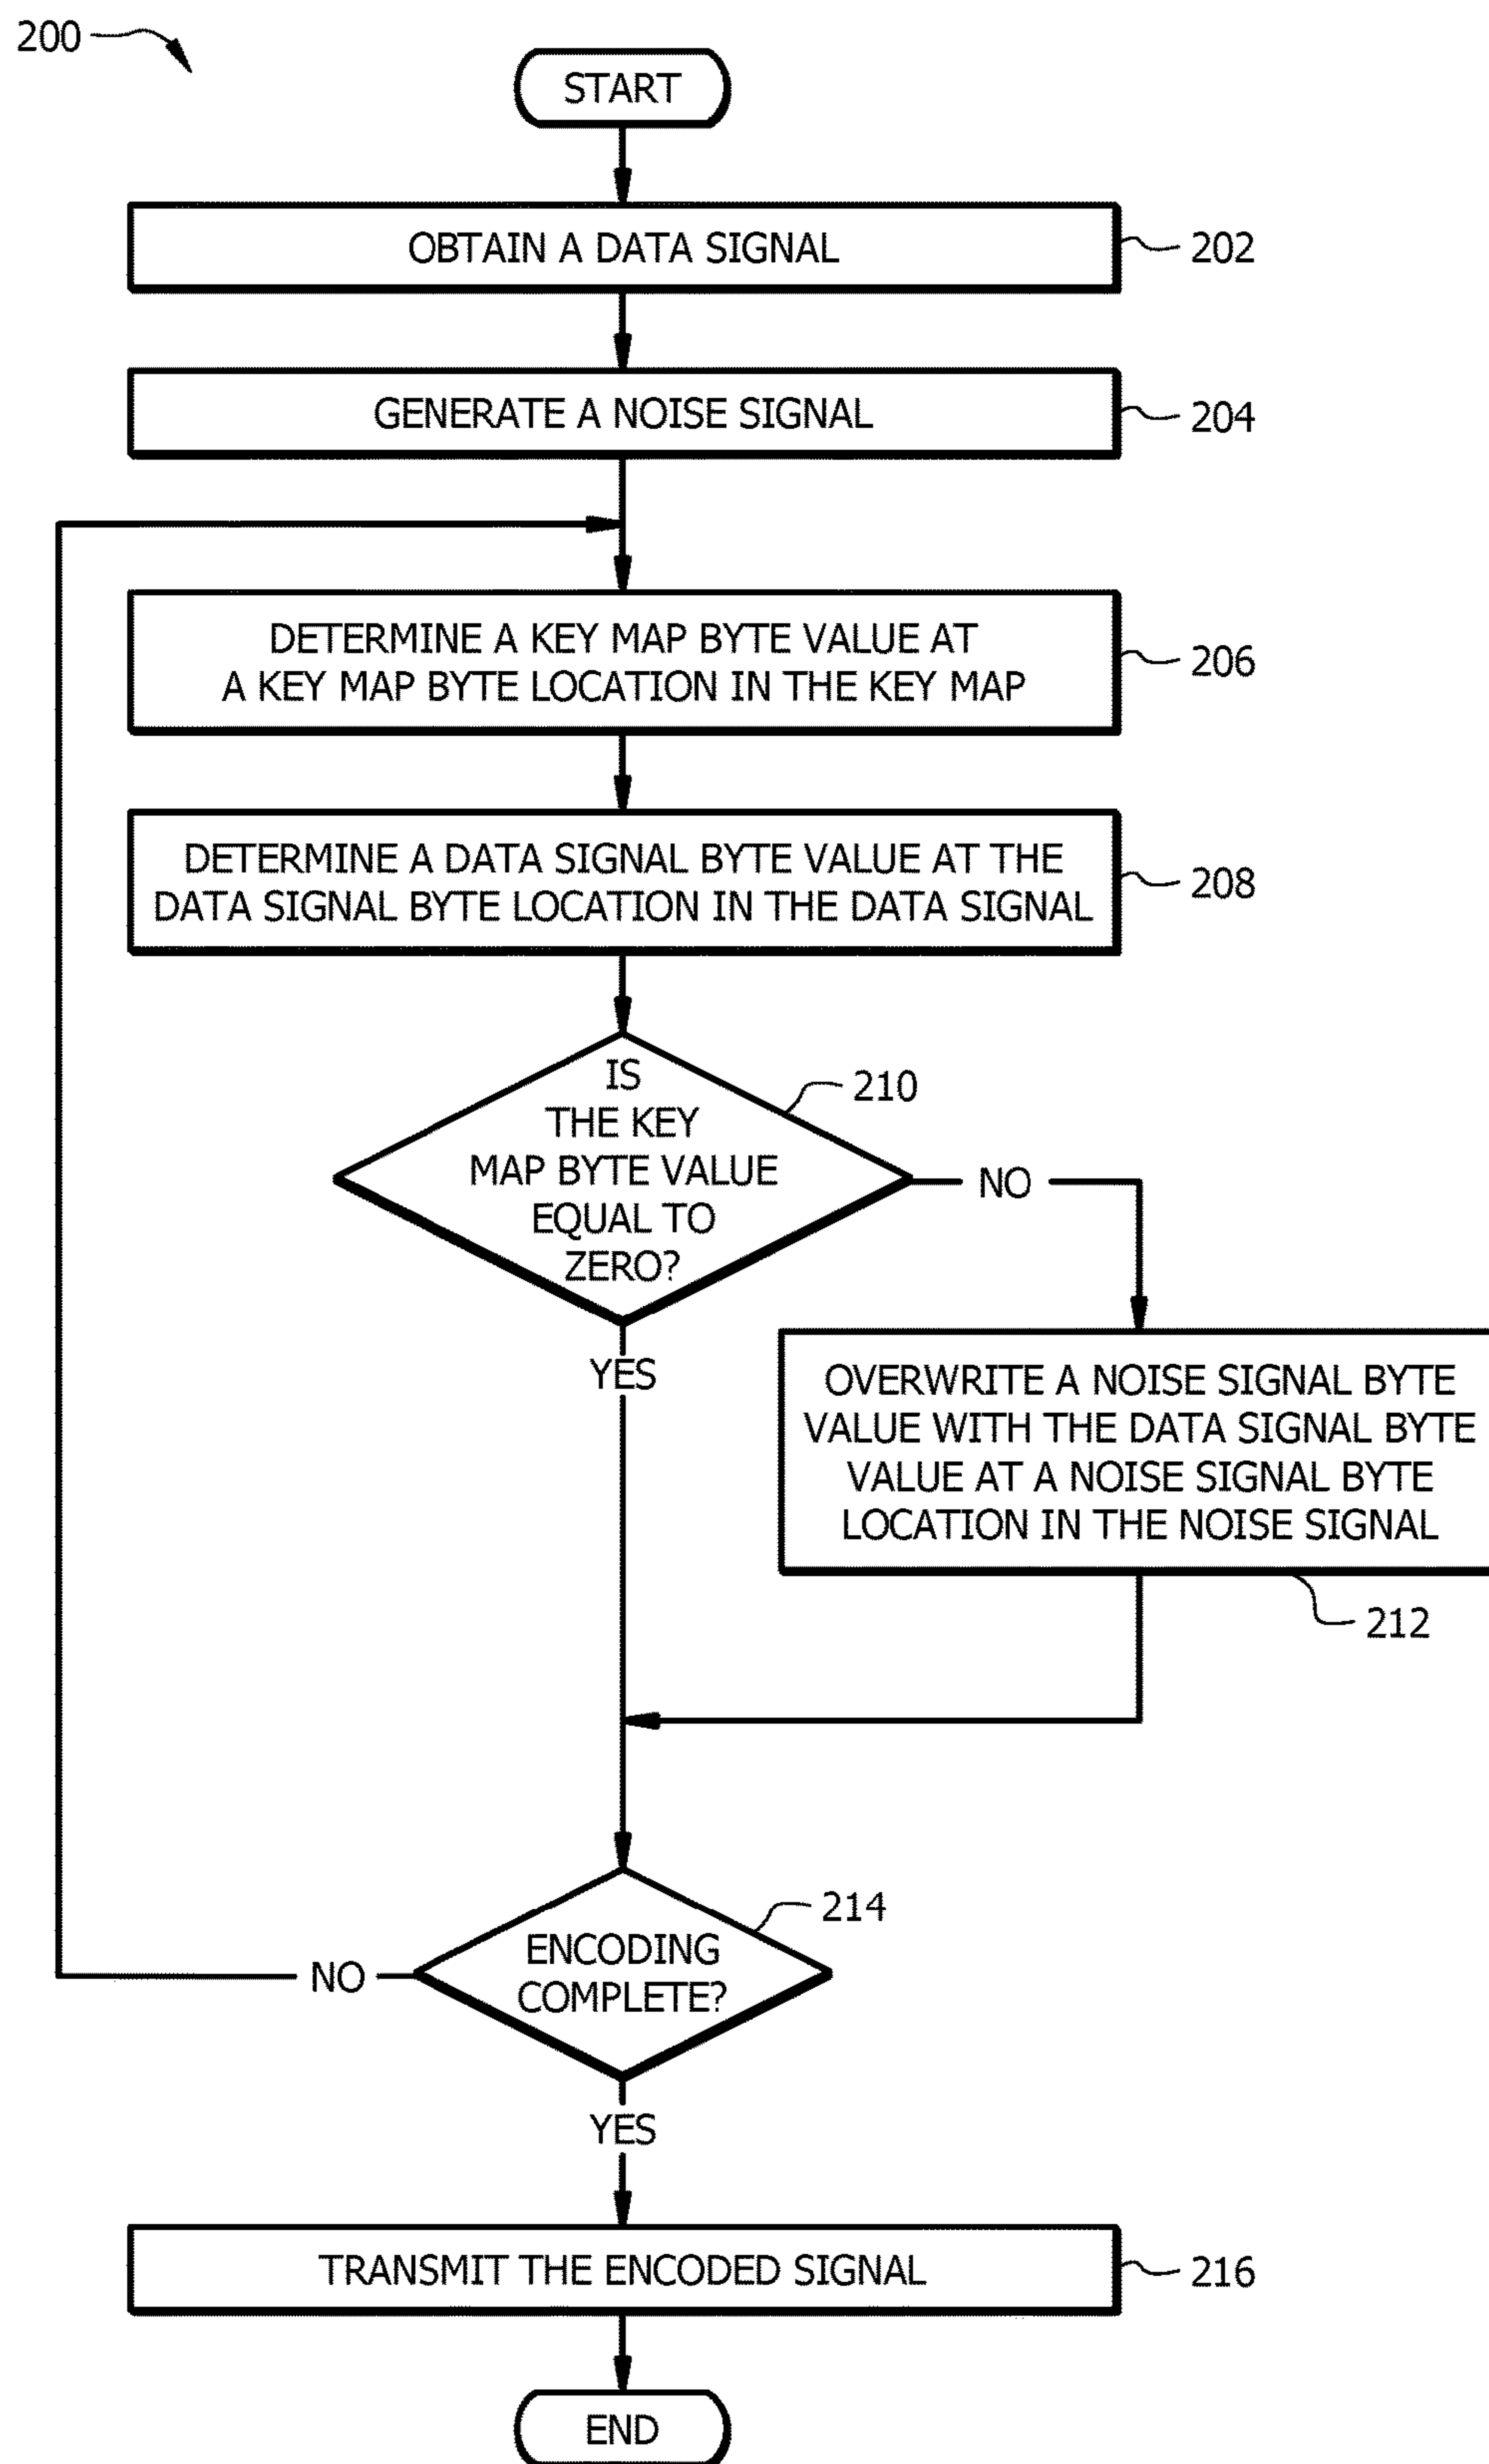 200
START
OBTAIN A DATA SIGNAL
202
GENERATE A NOISE SIGNAL
204
DETERMINE A KEY MAP BYTE VALUE AT
A KEY MAP BYTE LOCATION IN THE KEY MAP
206
DETERMINE A DATA SIGNAL BYTE VALUE AT THE
DATA SIGNAL BYTE LOCATION IN THE DATA SIGNAL
208
IS
THE KEY
MAP BYTE VALUE
EQUAL TO
ZERO?
210
NO
YES
OVERWRITE A NOISE SIGNAL BYTE
VALUE WITH THE DATA SIGNAL BYTE
VALUE AT A NOISE SIGNAL BYTE
LOCATION IN THE NOISE SIGNAL
212
ENCODING
COMPLETE?
214
NO
YES
TRANSMIT THE ENCODED SIGNAL
216
END